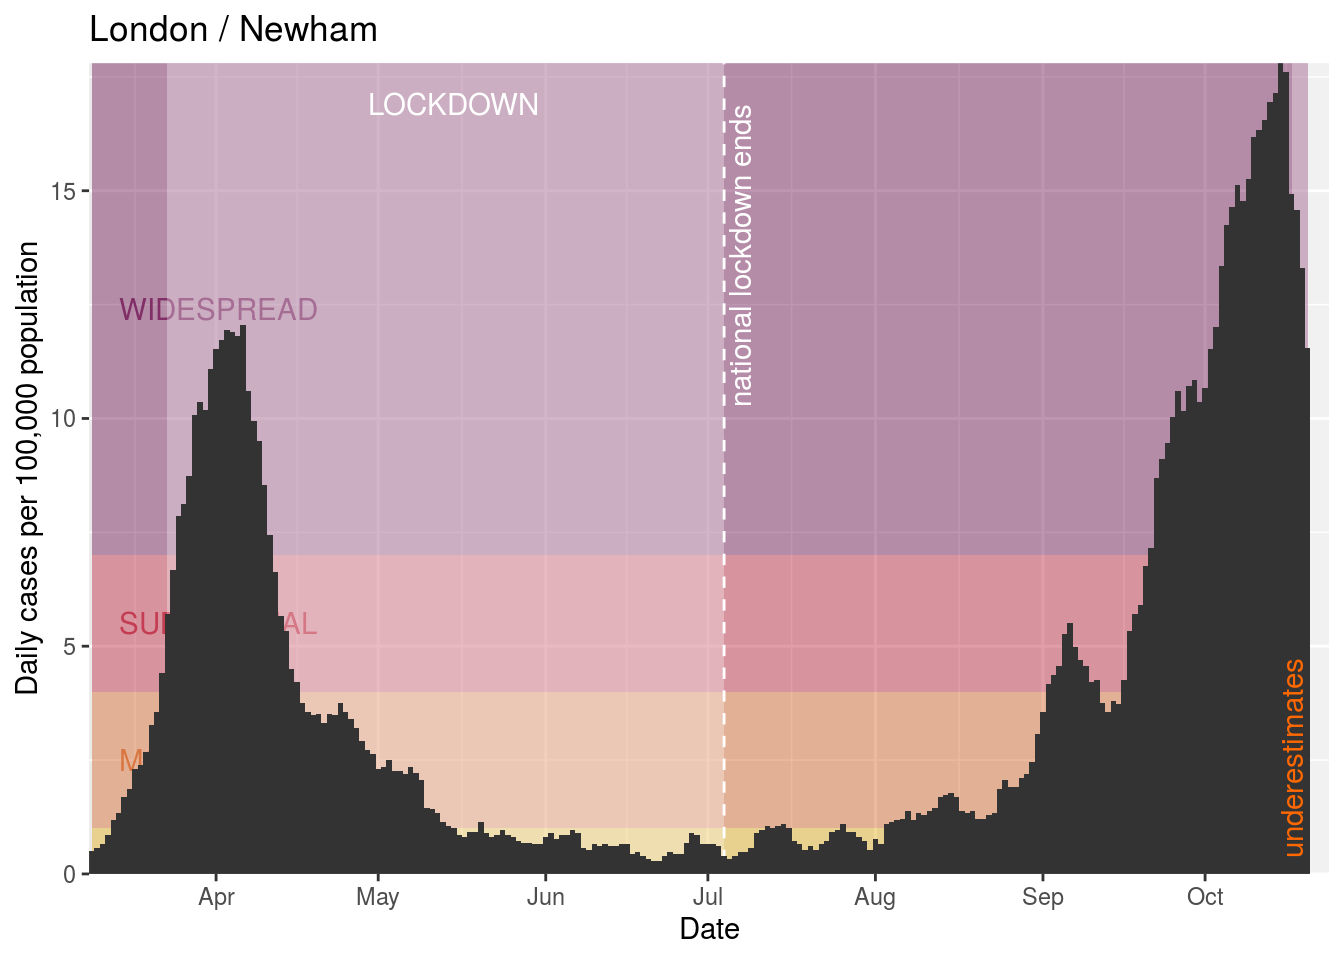 London / Newham
LOCKDOWN
national lockdown ends
WIDESPREAD
15
10
5
0
Daily cases per 100,000 population
underestimates
Apr
May
Jun
Jul
Aug
Sep
Oct
Date